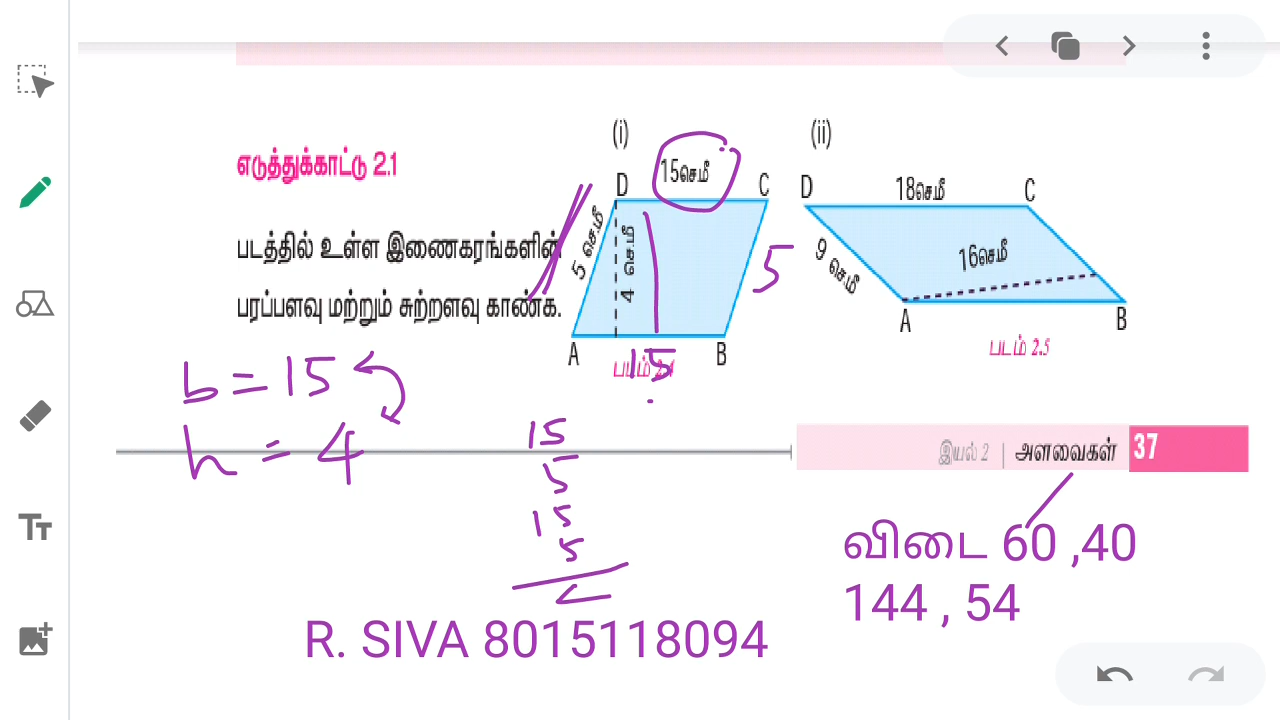 (i)
(ii)
எடுத்துக்காட்டு 2.1
D
15செமீ
C
D
18செமீ
C
படத்தில் உள்ள இணைகரங்களின்
5 செ.மீ
4 செ.மீ
5
9 செமீ
16செமீ
பரப்பளவு மற்றும் சுற்றளவு காண்க.
A
B
A
B
15
படம் 2.5
b = 15
h = 4
15
5
15
5
இயல் 2 | அளவைகள் 37
விடை 60 ,40
144 , 54
R. SIVA 8015118094